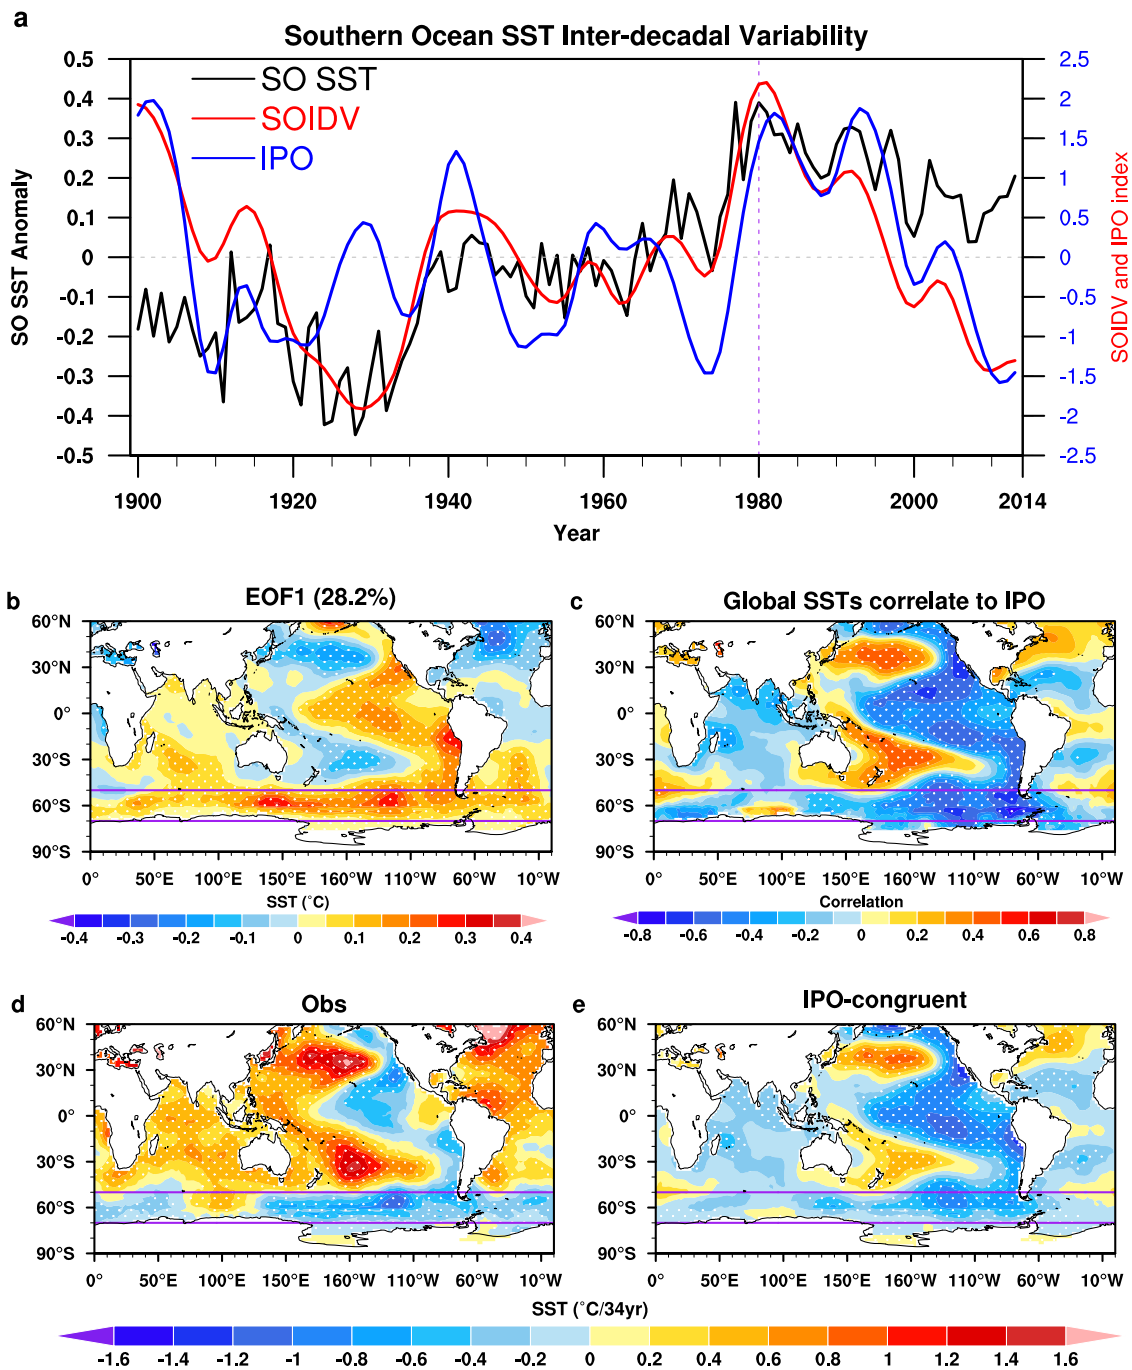 a
Southern Ocean SST Inter-decadal Variability
SO SST
SOIDV
IPO
0.5
0.4
0.3
0.2
0.1
0
-0.1
-0.2
-0.3
-0.4
-0.5
SO SST Anomaly
2.5
2
1.5
1
0.5
0
-0.5
-1
-1.5
-2
-2.5
SOIDV and IPO index
1900 1920 1940 1960 1980 2000 2014
Year
b
EOF1 (28.2%)
60°N
30°N
0°
30°S
60°S
90°S
0° 50°E 100°E 150°E 160°W 110°W 60°W 10°W
SST (°C)
-0.4 -0.3 -0.2 -0.1 0 0.1 0.2 0.3 0.4
c
Global SSTs correlate to IPO
60°N
30°N
0°
30°S
60°S
90°S
0° 50°E 100°E 150°E 160°W 110°W 60°W 10°W
Correlation
-0.8 -0.6 -0.4 -0.2 0 0.2 0.4 0.6 0.8
d
Obs
60°N
30°N
0°
30°S
60°S
90°S
0° 50°E 100°E 150°E 160°W 110°W 60°W 10°W
e
IPO-congruent
60°N
30°N
0°
30°S
60°S
90°S
0° 50°E 100°E 150°E 160°W 110°W 60°W 10°W
SST (°C/34yr)
-1.6 -1.4 -1.2 -1 -0.8 -0.6 -0.4 -0.2 0 0.2 0.4 0.6 0.8 1 1.2 1.4 1.6